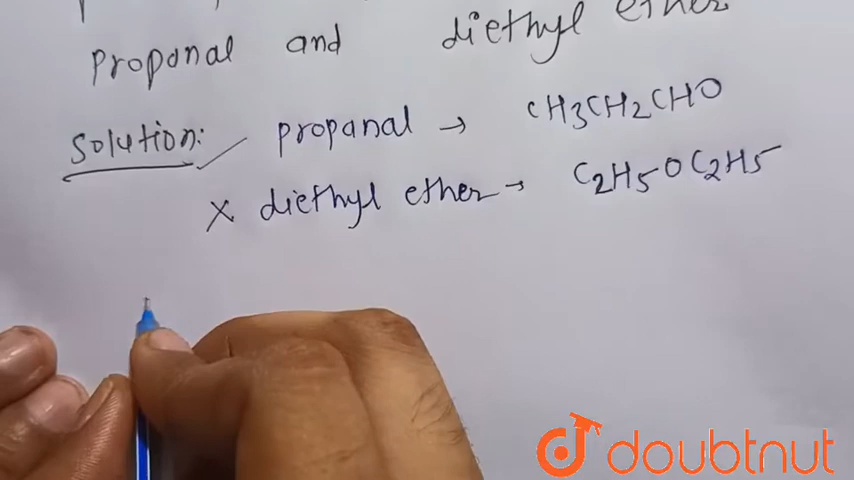 propanal and diethyl ether
Solution: ✓ propanal → CH3CH2CHO
X diethyl ether → C2H5OC2H5
doubtnut